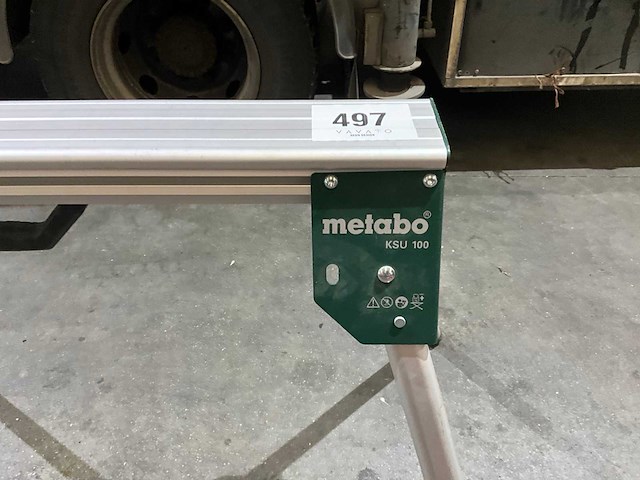 497
VAVATO
metabo®
KSU 100